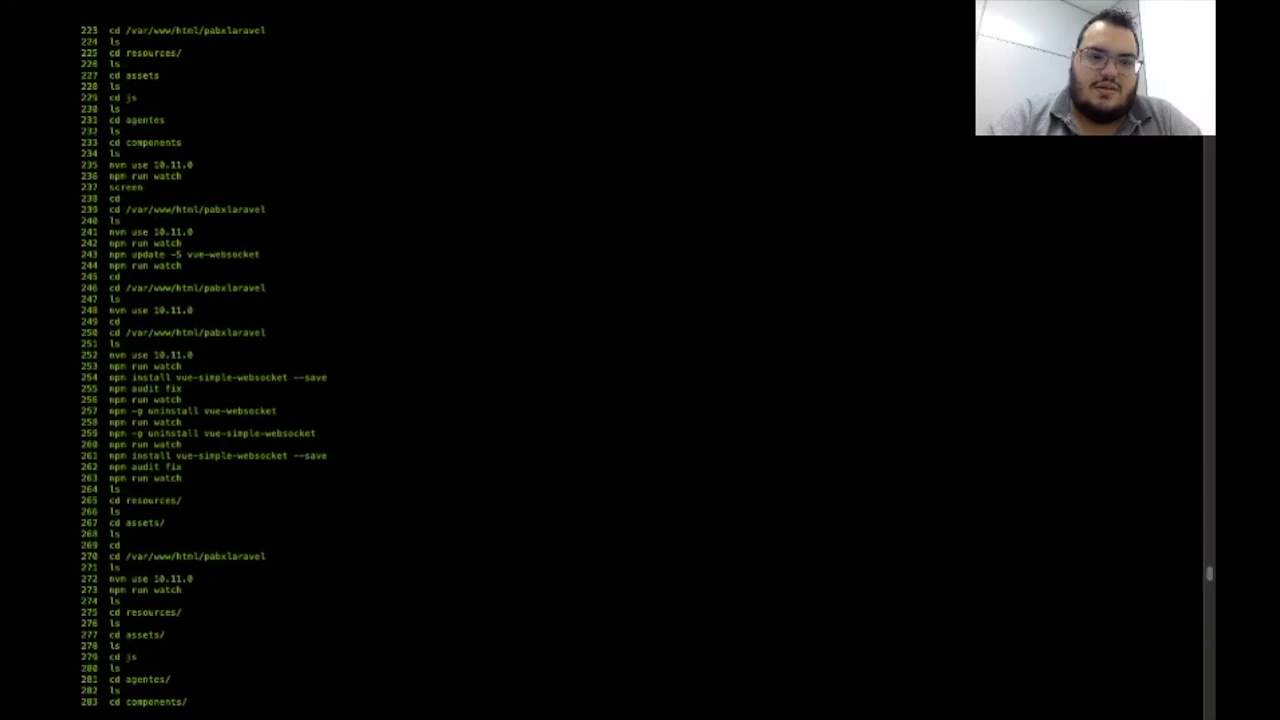 223 cd /var/www/html/pabxlaravel
224 ls
225 cd resources/
226 ls
227 cd assets
228 ls
229 cd js
230 ls
231 cd agentes
232 ls
233 cd components
234 ls
235 nvm use 10.11.0
236 npm run watch
237 screen
238 cd
239 cd /var/www/html/pabxlaravel
240 ls
241 nvm use 10.11.0
242 npm run watch
243 npm update -S vue-websocket
244 npm run watch
245 cd
246 cd /var/www/html/pabxlaravel
247 ls
248 nvm use 10.11.0
249 cd
250 cd /var/www/html/pabxlaravel
251 ls
252 nvm use 10.11.0
253 npm run watch
254 npm install vue-simple-websocket --save
255 npm audit fix
256 npm run watch
257 npm -g uninstall vue-websocket
258 npm run watch
259 npm -g uninstall vue-simple-websocket
260 npm run watch
261 npm install vue-simple-websocket --save
262 npm audit fix
263 npm run watch
264 ls
265 cd resources/
266 ls
267 cd assets/
268 ls
269 cd
270 cd /var/www/html/pabxlaravel
271 ls
272 nvm use 10.11.0
273 npm run watch
274 ls
275 cd resources/
276 ls
277 cd assets/
278 ls
279 cd js
280 ls
281 cd agentes/
282 ls
283 cd components/